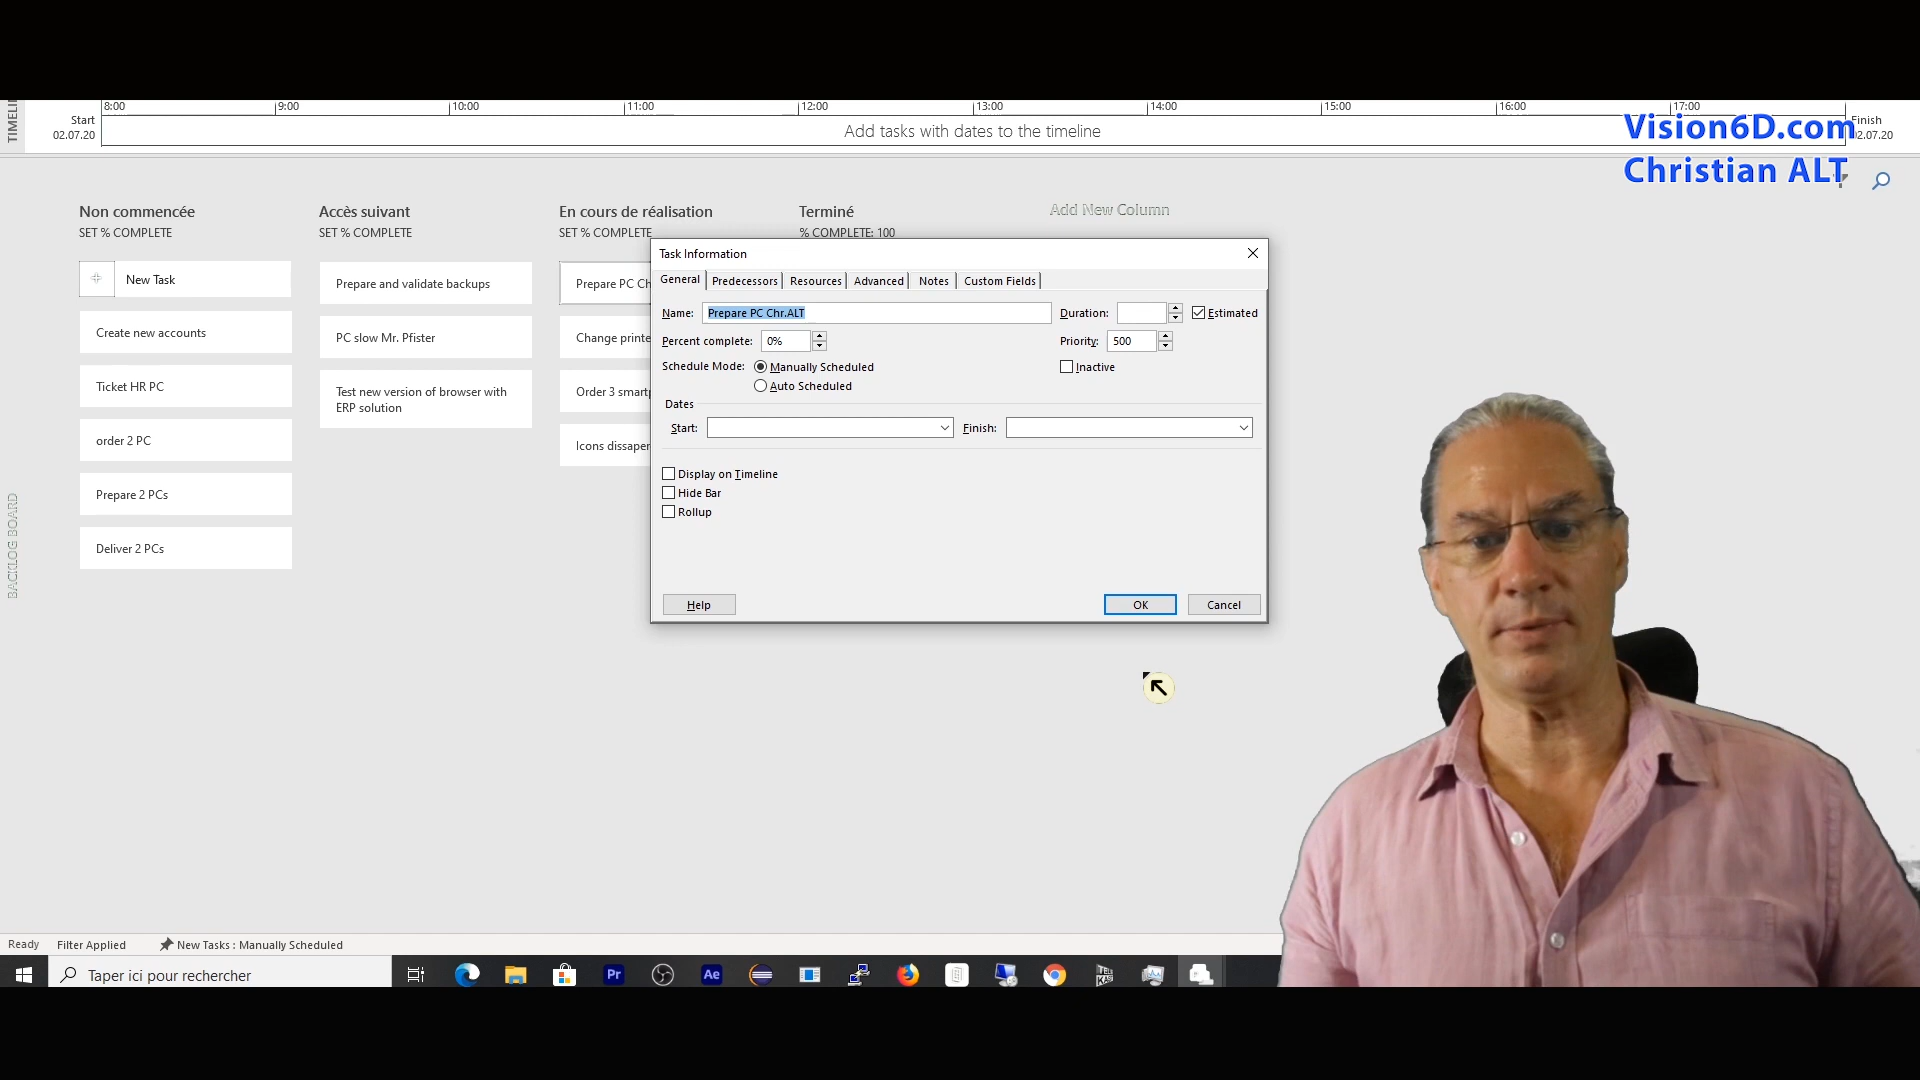 TIMELI
8:00 9:00 10:00 11:00 12:00 13:00 14:00 15:00 16:00 17:00
Start
02.07.20
Add tasks with dates to the timeline
Finish
02.07.20
Vision6D.com
Christian ALT
Non commencée
SET % COMPLETE
New Task
Create new accounts
Ticket HR PC
order 2 PC
Prepare 2 PCs
Deliver 2 PCs
Accès suivant
SET % COMPLETE
Prepare and validate backups
PC slow Mr. Pfister
Test new version of browser with
ERP solution
En cours de réalisation
SET % COMPLETE
Prepare PC Ch
Change printe
Order 3 smart
Icons dissaper
Terminé
% COMPLETE: 100
Add New Column
BACKLOG BOARD
Task Information
General Predecessors Resources Advanced Notes Custom Fields
Name: Prepare PC Chr.ALT Duration: Estimated
Percent complete: 0% Priority: 500
Schedule Mode: Manually Scheduled Inactive
Auto Scheduled
Dates
Start: Finish:
Display on Timeline
Hide Bar
Rollup
Help OK Cancel
Ready Filter Applied New Tasks : Manually Scheduled
Taper ici pour rechercher
Pr Ae